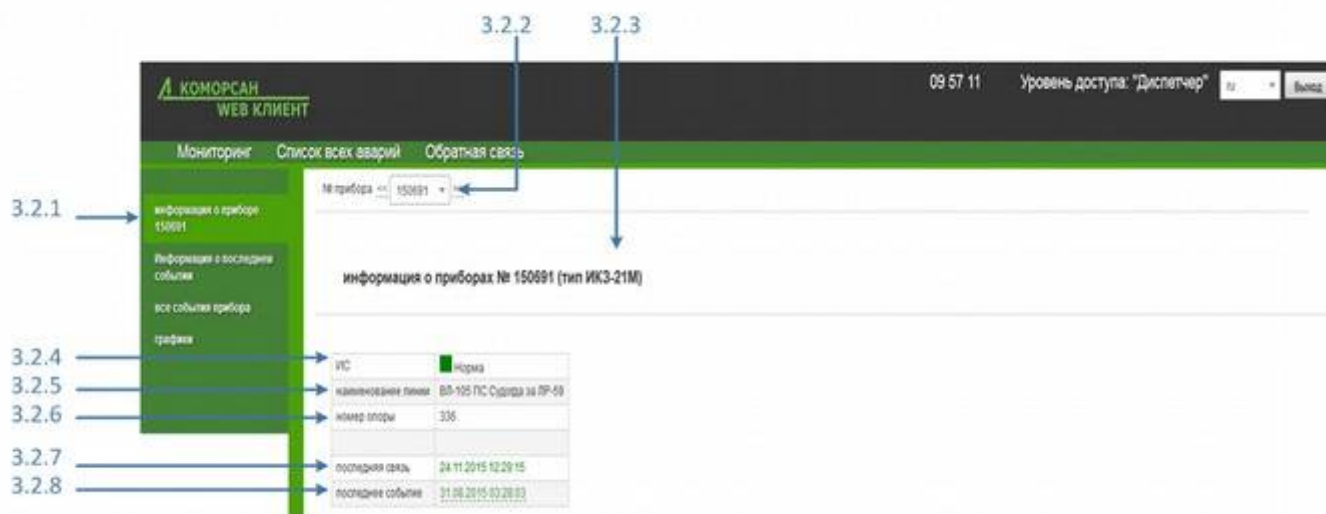 3.2.2 3.2.3
КОМОРСАН
WEB КЛИЕНТ
09 57 11 Уровень доступа: "Диспетчер" ru Выход
Мониторинг Список всех аварий Обратная связь
№ прибора << 150691
3.2.1
информация о приборе
150691
Информация о последнем
событии
все события прибора
графики
информация о приборах № 150691 (тип ИКЗ-21М)
3.2.4 ИС Норма
3.2.5 наименование линии ВЛ-105 ПС Судогда за ЛР-59
3.2.6 номер опоры 336
3.2.7 последняя связь 24.11.2015 12:29:15
3.2.8 последнее событие 31.08.2015 03:28:03